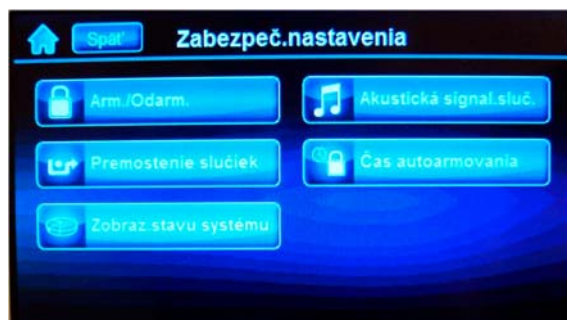 Späť
Zabezpeč.nastavenia
Arm./Odarm.
Akustická signal.sluč.
Premostenie slučiek
Čas autoarmovania
Zobraz.stavu systému